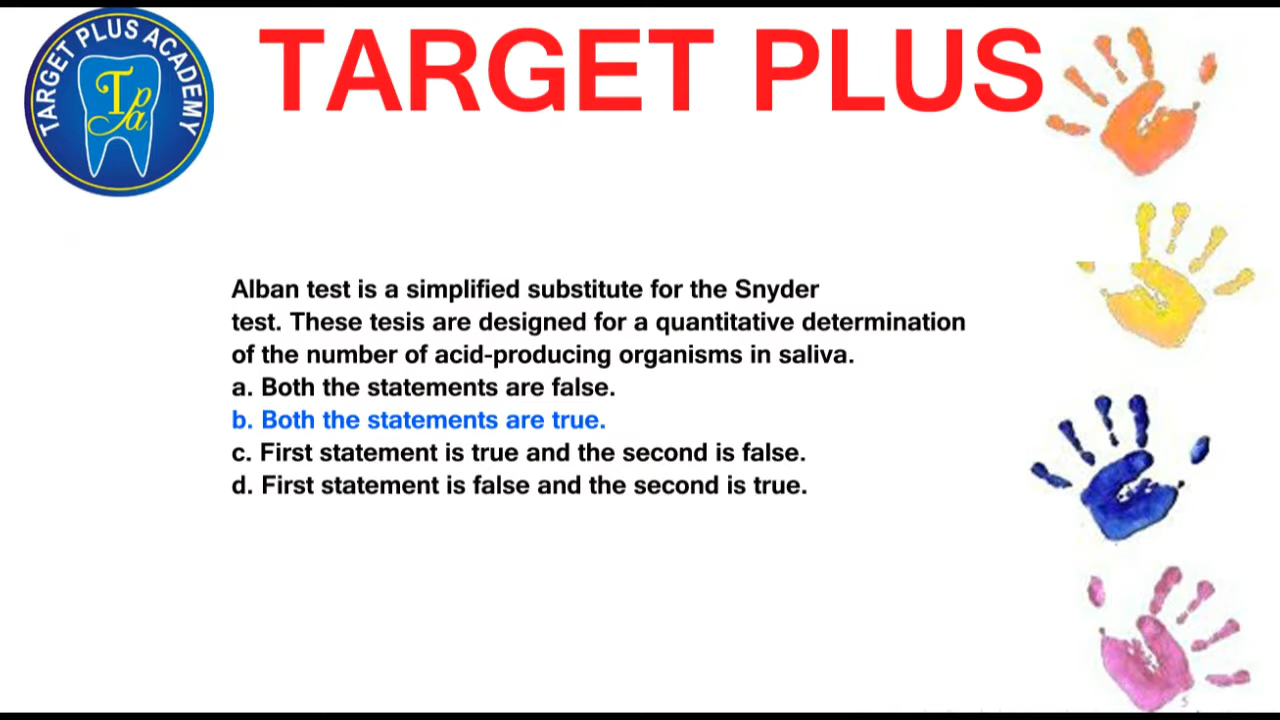 TARGET PLUS ACADEMY
T p a
TARGET PLUS
Alban test is a simplified substitute for the Snyder
test. These tesis are designed for a quantitative determination
of the number of acid-producing organisms in saliva.
a. Both the statements are false.
b. Both the statements are true.
c. First statement is true and the second is false.
d. First statement is false and the second is true.